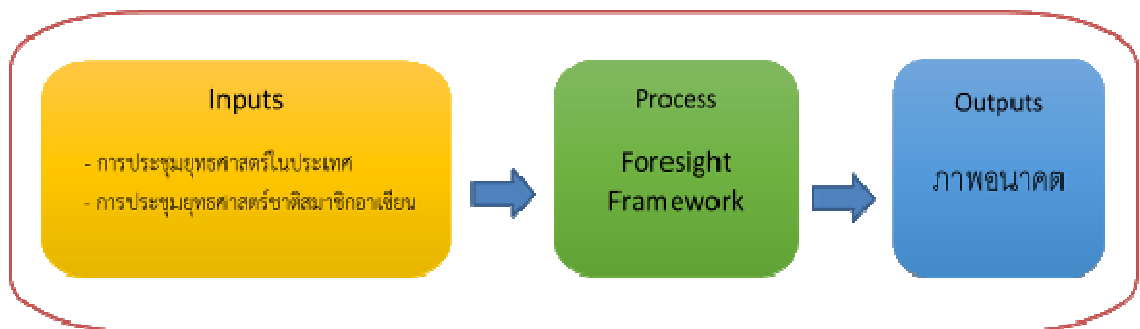 Inputs
- การประชุมยุทธศาสตร์ในประเทศ
- การประชุมยุทธศาสตร์ชาติสมาชิกอาเซียน
Process
Foresight
Framework
Outputs
ภาพอนาคต